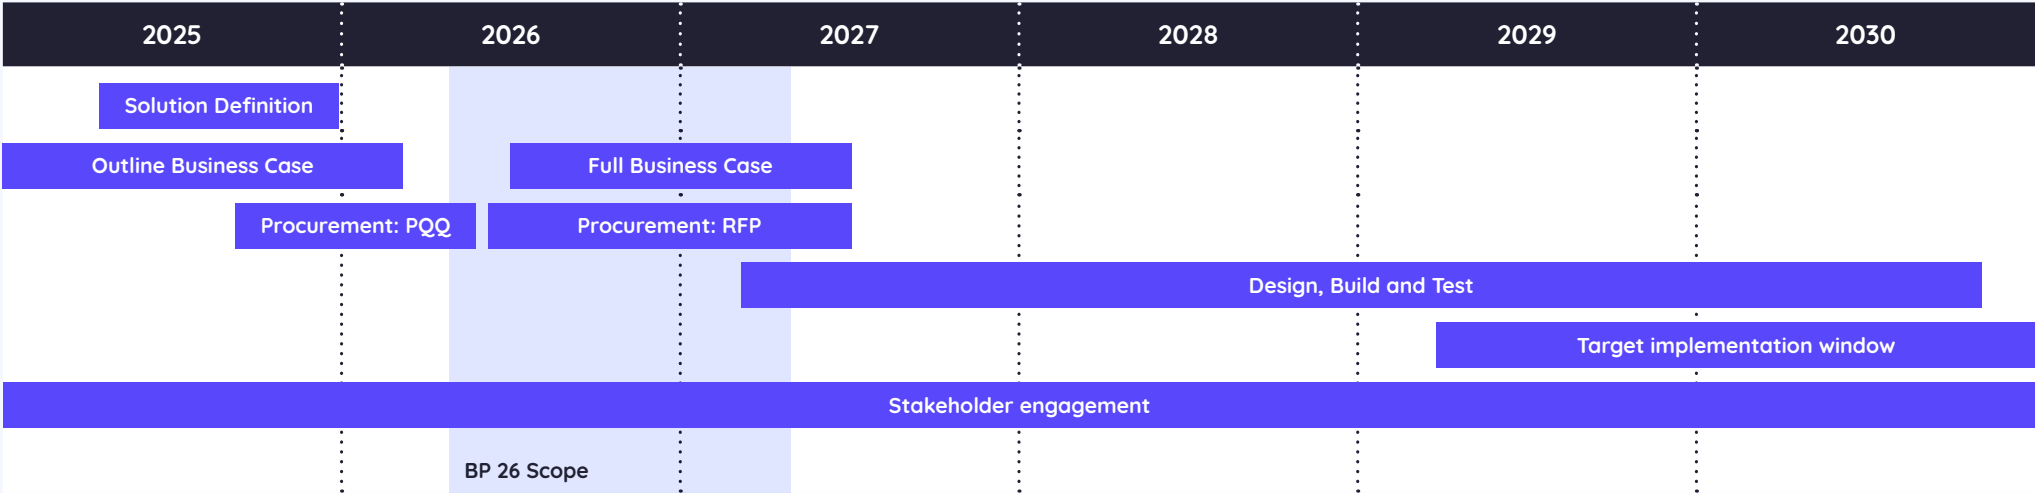 2025 2026 2027 2028 2029 2030
Solution Definition
Outline Business Case Full Business Case
Procurement: PQQ Procurement: RFP
Design, Build and Test
Target implementation window
Stakeholder engagement
BP 26 Scope